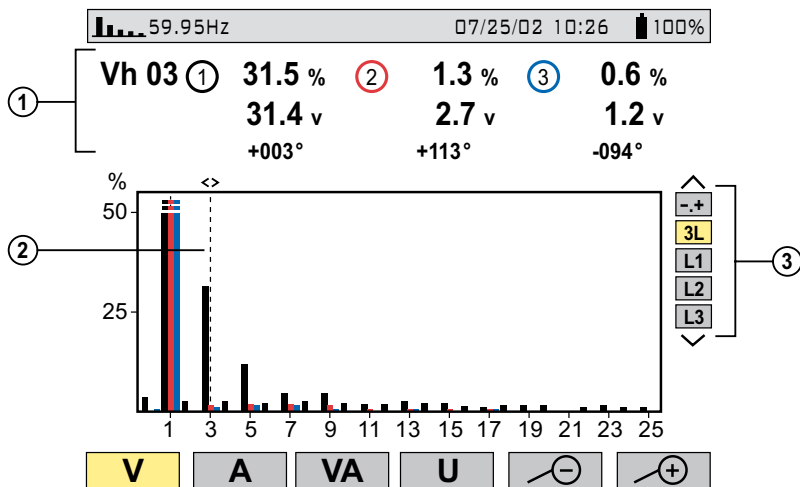 59.95Hz 07/25/02 10:26 100%
Vh 03 1 31.5 % 2 1.3 % 3 0.6 %
31.4 v 2.7 v 1.2 v
+003° +113° -094°
1
% <>
50
25
2
-.+
3L
L1
L2
L3
3
1 3 5 7 9 11 13 15 17 19 21 23 25
V A VA U - +